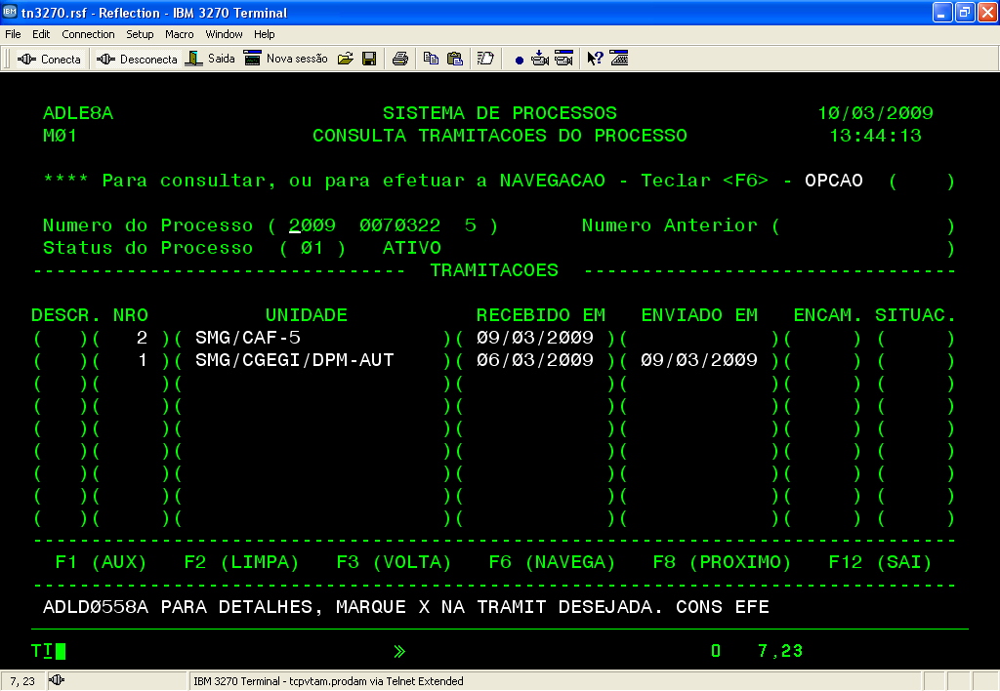 tn3270.rsf - Reflection - IBM 3270 Terminal
File Edit Connection Setup Macro Window Help
Conecta Desconecta Saida Nova sessão
ADLE8A SISTEMA DE PROCESSOS 10/03/2009
M01 CONSULTA TRAMITACOES DO PROCESSO 13:44:13
**** Para consultar, ou para efetuar a NAVEGACAO - Teclar <F6> - OPCAO (    )
Numero do Processo ( 2009 0070322 5 ) Numero Anterior (    )
Status do Processo ( 01 ) ATIVO )
-------------------------------- TRAMITACOES --------------------------------
DESCR. NRO UNIDADE RECEBIDO EM ENVIADO EM ENCAM. SITUAC.
(   )( 2 )( SMG/CAF-5 )( 09/03/2009 )(   )(   ) (   )
(   )( 1 )( SMG/CGEGI/DPM-AUT )( 06/03/2009 )( 09/03/2009 )(   ) (   )
(   )(   )(   )(   )(   )(   ) (   )
(   )(   )(   )(   )(   )(   ) (   )
(   )(   )(   )(   )(   )(   ) (   )
(   )(   )(   )(   )(   )(   ) (   )
(   )(   )(   )(   )(   )(   ) (   )
(   )(   )(   )(   )(   )(   ) (   )
(   )(   )(   )(   )(   )(   ) (   )
-------------------------------------------------------------------------------
F1 (AUX) F2 (LIMPA) F3 (VOLTA) F6 (NAVEGA) F8 (PROXIMO) F12 (SAI)
-------------------------------------------------------------------------------
ADLD0558A PARA DETALHES, MARQUE X NA TRAMIT DESEJADA. CONS EFE
TI » O 7,23
7, 23 IBM 3270 Terminal - tcpvtam.prodam via Telnet Extended